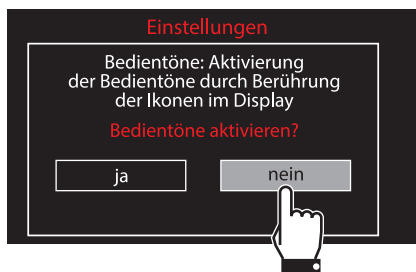 Einstellungen
Bedientöne: Aktivierung
der Bedientöne durch Berührung
der Ikonen im Display
Bedientöne aktivieren?
ja
nein